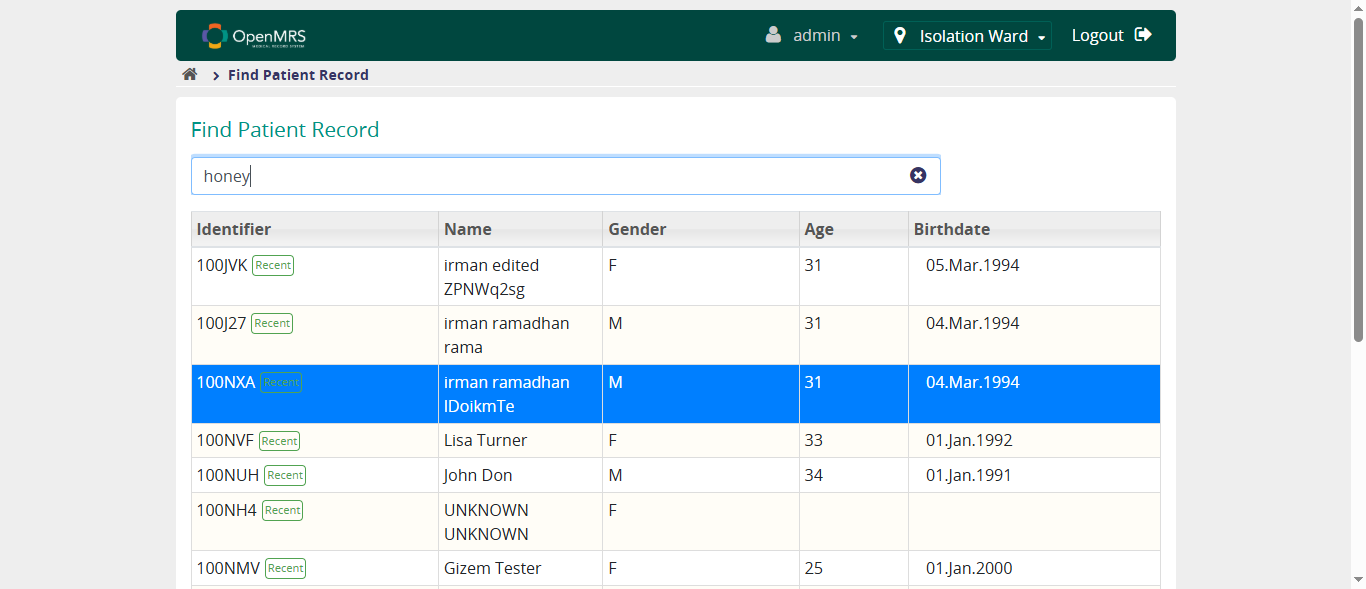 OpenMRS
MEDICAL RECORD SYSTEM
admin
Isolation Ward
Logout
Find Patient Record
Find Patient Record
honey
Identifier Name Gender Age Birthdate
100JVK Recent irman edited F 31 05.Mar.1994
ZPNWq2sg
100J27 Recent irman ramadhan M 31 04.Mar.1994
rama
100NXA Recent irman ramadhan M 31 04.Mar.1994
lDoikmTe
100NVF Recent Lisa Turner F 33 01.Jan.1992
100NUH Recent John Don M 34 01.Jan.1991
100NH4 Recent UNKNOWN F
UNKNOWN
100NMV Recent Gizem Tester F 25 01.Jan.2000